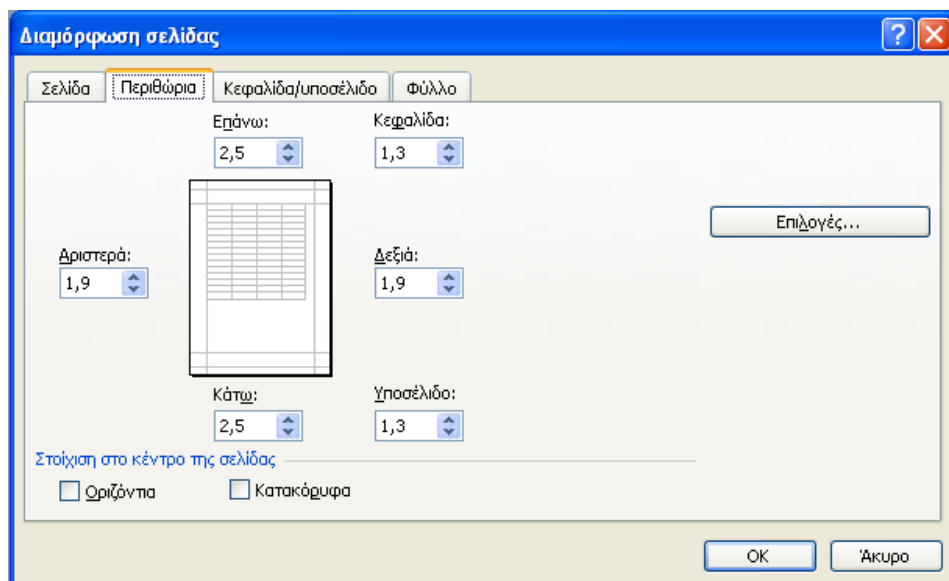 Διαμόρφωση σελίδας
Σελίδα Περιθώρια Κεφαλίδα/υποσέλιδο Φύλλο
Επάνω: Κεφαλίδα:
2,5 1,3
Επιλογές...
Αριστερά: Δεξιά:
1,9 1,9
Κάτω: Υποσέλιδο:
2,5 1,3
Στοίχιση στο κέντρο της σελίδας
Οριζόντια Κατακόρυφα
OK Άκυρο